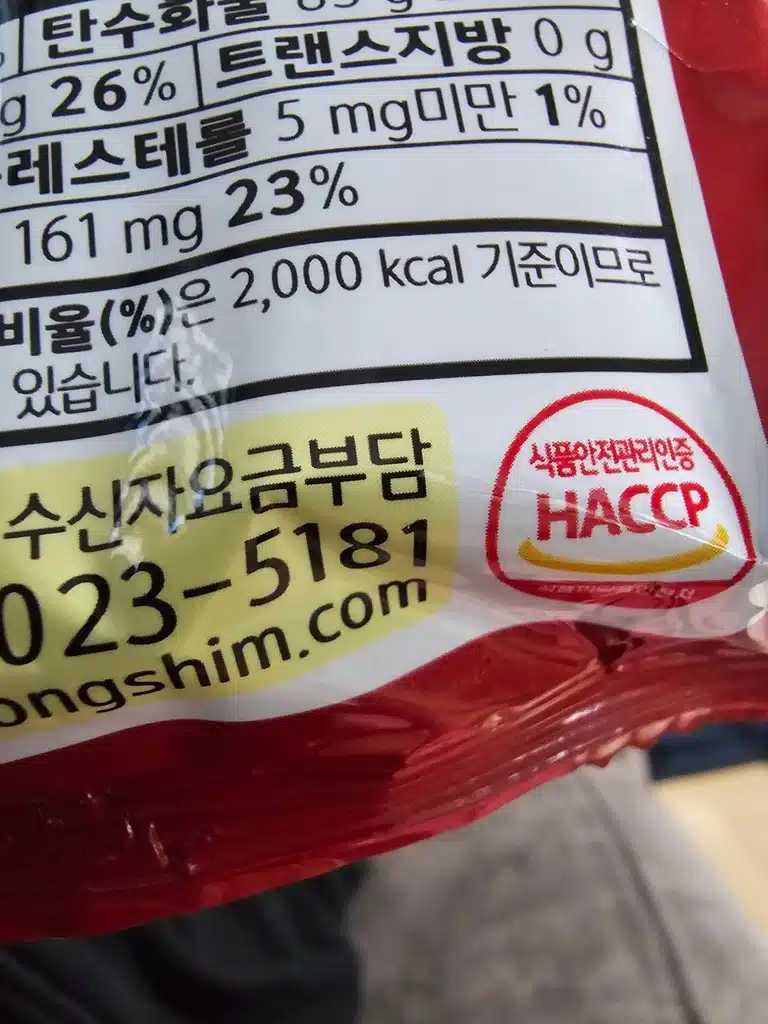 탄수화물
g 26% 트랜스지방 0 g
레스테롤 5 mg미만 1%
161 mg 23%
비율(%)은 2,000 kcal 기준이므로
있습니다.
수신자요금부담
023-5181
ongshim.com
식품안전관리인증
HACCP